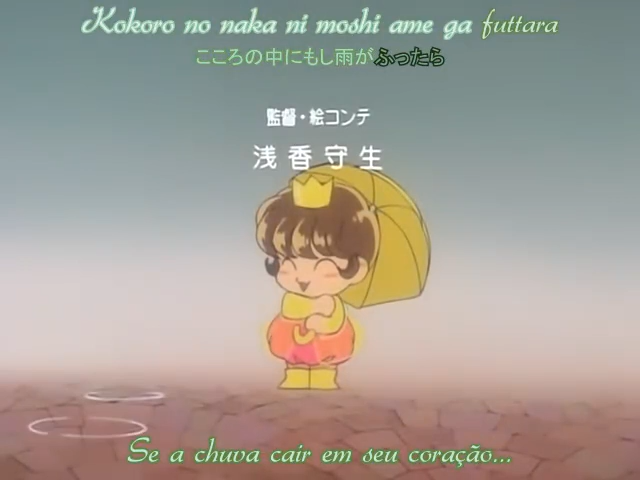 Kokoro no naka ni moshi ame ga futtara
こころの中にもし雨がふったら
監督・絵コンテ
浅香守生
Se a chuva cair em seu coração...